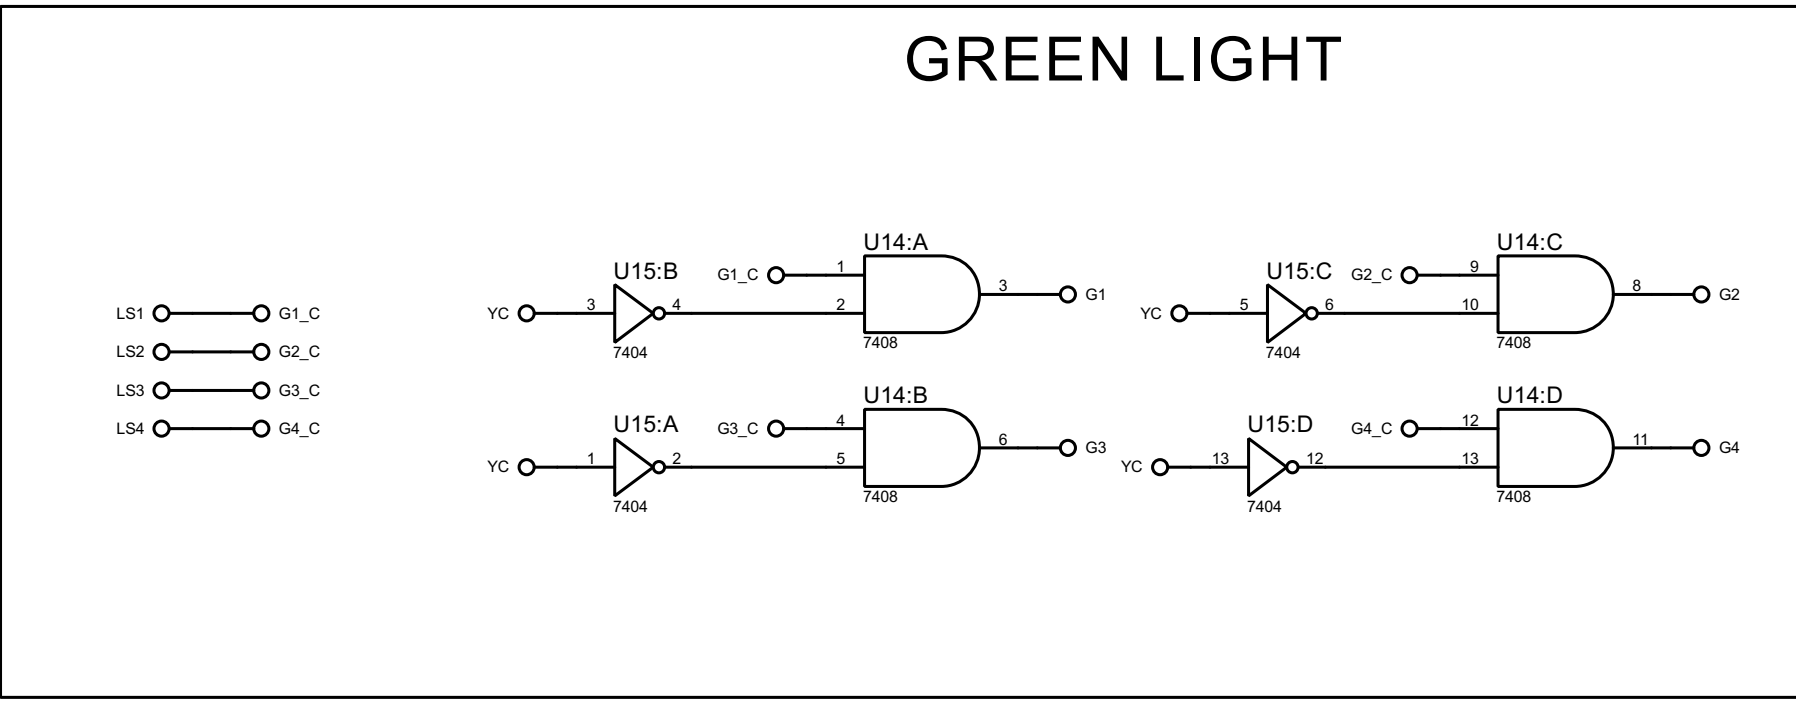 GREEN LIGHT
LS1 G1_C
LS2 G2_C
LS3 G3_C
LS4 G4_C
U15:B
YC 3 4
7404
U14:A
G1_C 1
2 3 G1
7408
U15:C
YC 5 6
7404
U14:C
G2_C 9
10 8 G2
7408
U15:A
YC 1 2
7404
U14:B
G3_C 4
5 6 G3
7408
U15:D
YC 13 12
7404
U14:D
G4_C 12
13 11 G4
7408